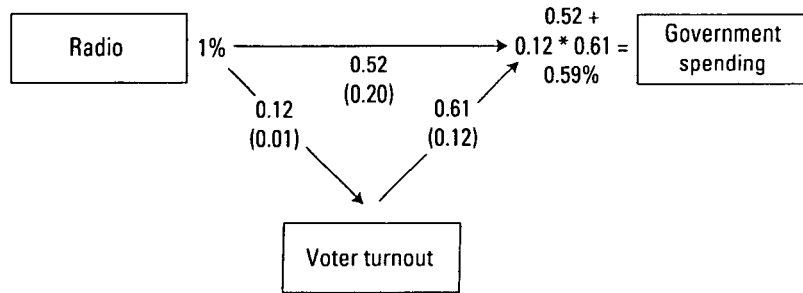 Radio
1%
0.52
(0.20)
0.52 +
0.12 * 0.61 =
0.59%
Government
spending
0.12
(0.01)
0.61
(0.12)
Voter turnout